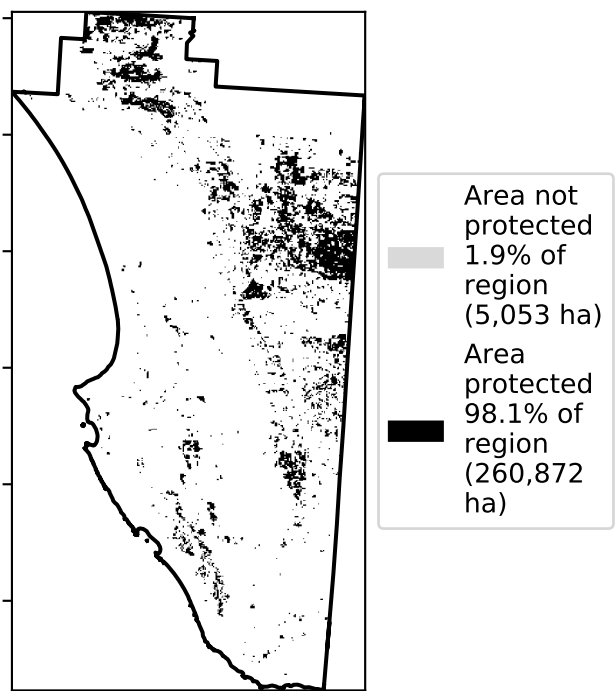 Area not
protected
1.9% of
region
(5,053 ha)
Area
protected
98.1% of
region
(260,872
ha)